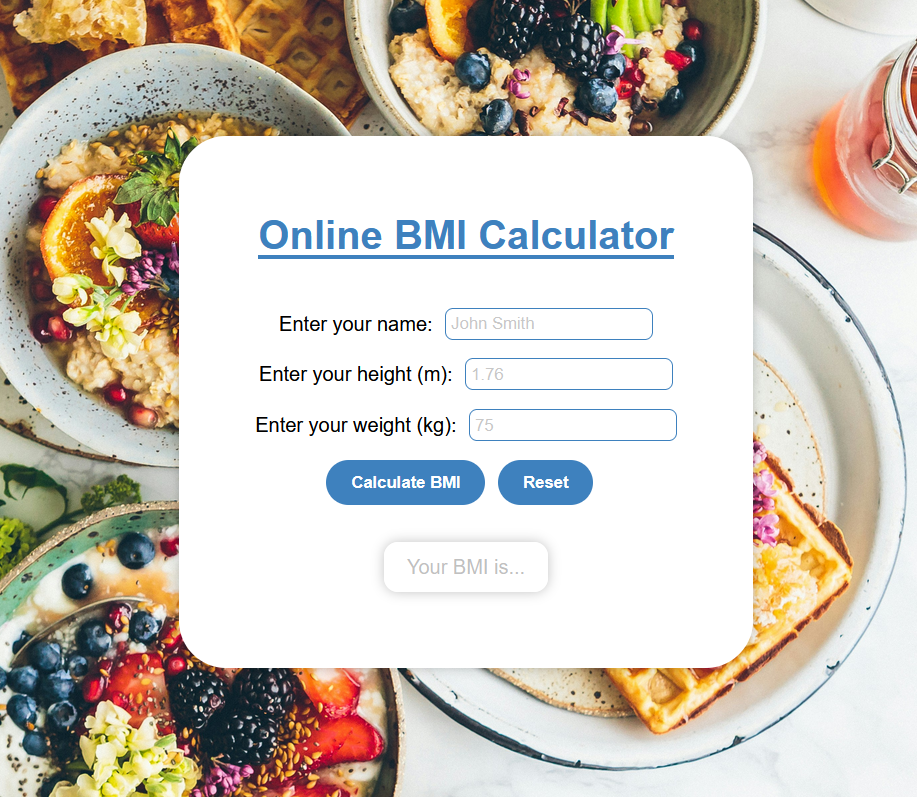 Online BMI Calculator
Enter your name: John Smith
Enter your height (m): 1.76
Enter your weight (kg): 75
Calculate BMI Reset
Your BMI is...